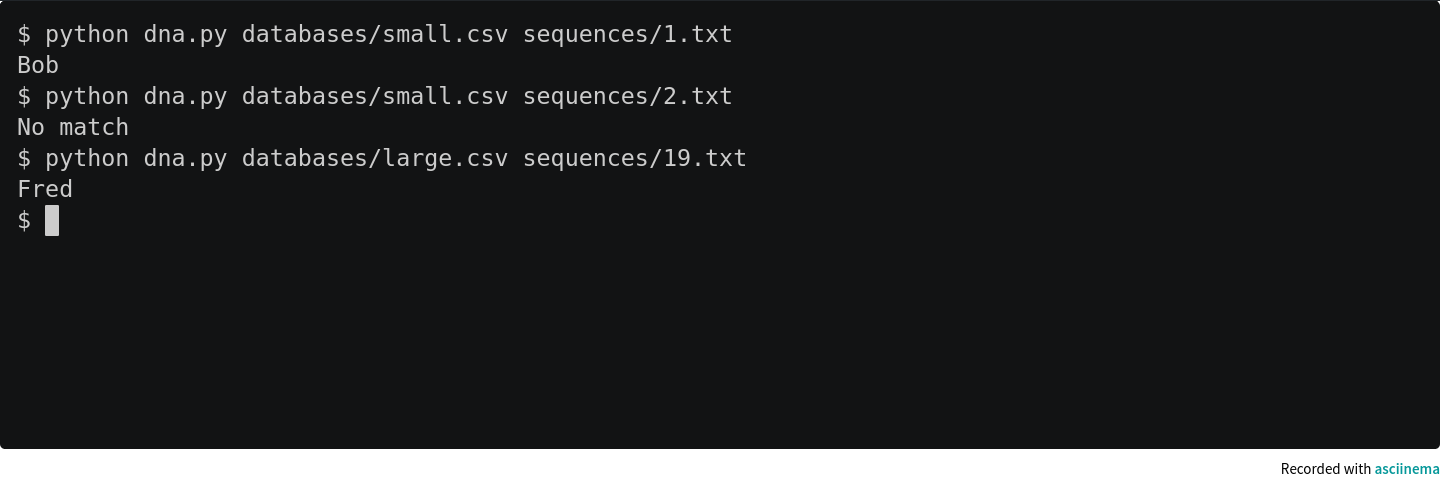 $ python dna.py databases/small.csv sequences/1.txt
Bob
$ python dna.py databases/small.csv sequences/2.txt
No match
$ python dna.py databases/large.csv sequences/19.txt
Fred
$
Recorded with asciinema